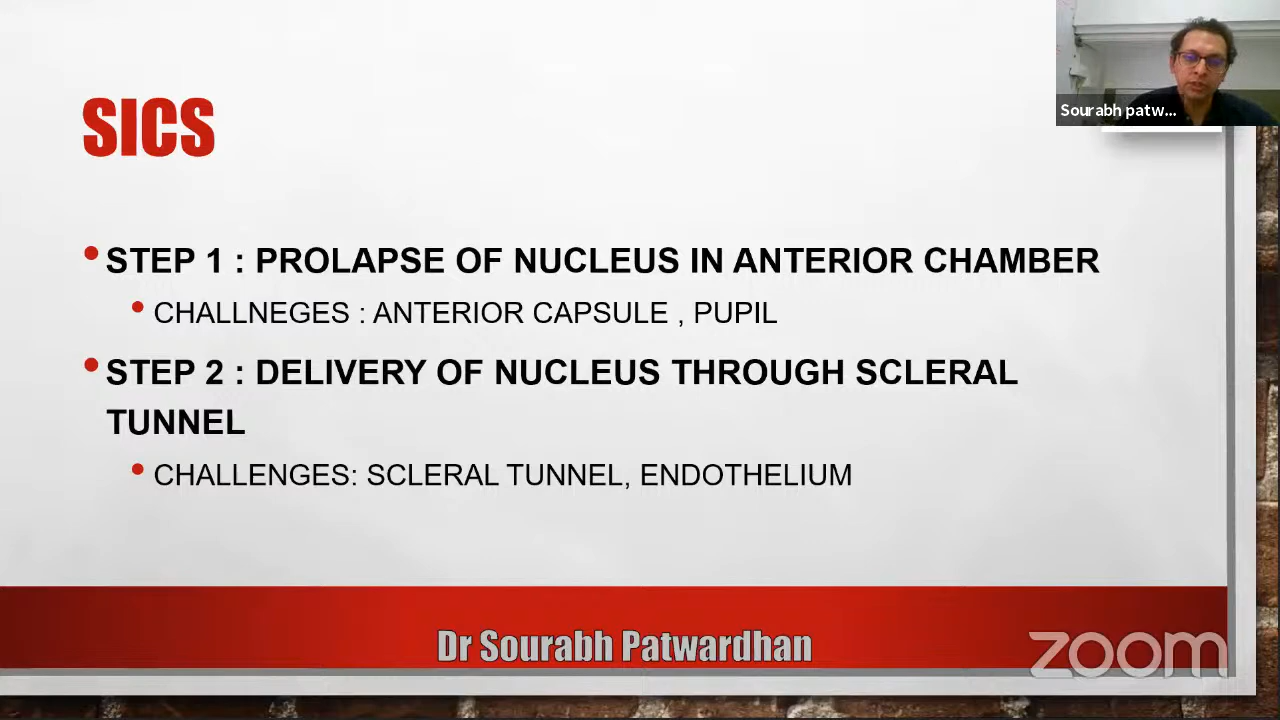 Sourabh patw...
SICS
• STEP 1 : PROLAPSE OF NUCLEUS IN ANTERIOR CHAMBER
• CHALLNEGES : ANTERIOR CAPSULE , PUPIL
• STEP 2 : DELIVERY OF NUCLEUS THROUGH SCLERAL
TUNNEL
• CHALLENGES: SCLERAL TUNNEL, ENDOTHELIUM
Dr Sourabh Patwardhan
zoom